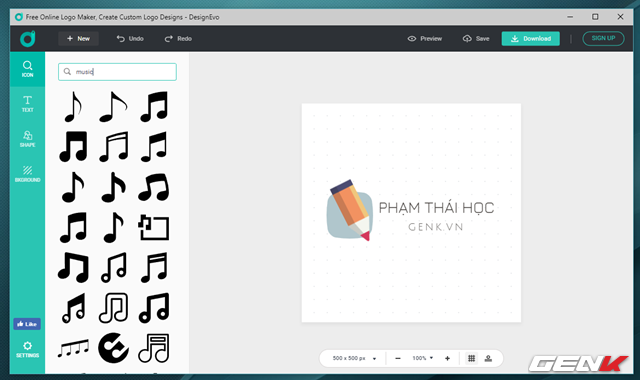 Free Online Logo Maker, Create Custom Logo Designs - DesignEvo
+ New
Undo
Redo
Preview
Save
Download
SIGN UP
ICON
music
TEXT
SHAPE
BKGROUND
PHẠM THÁI HỌC
GENK.VN
Like
SETTINGS
500 x 500 px
100%
GENK